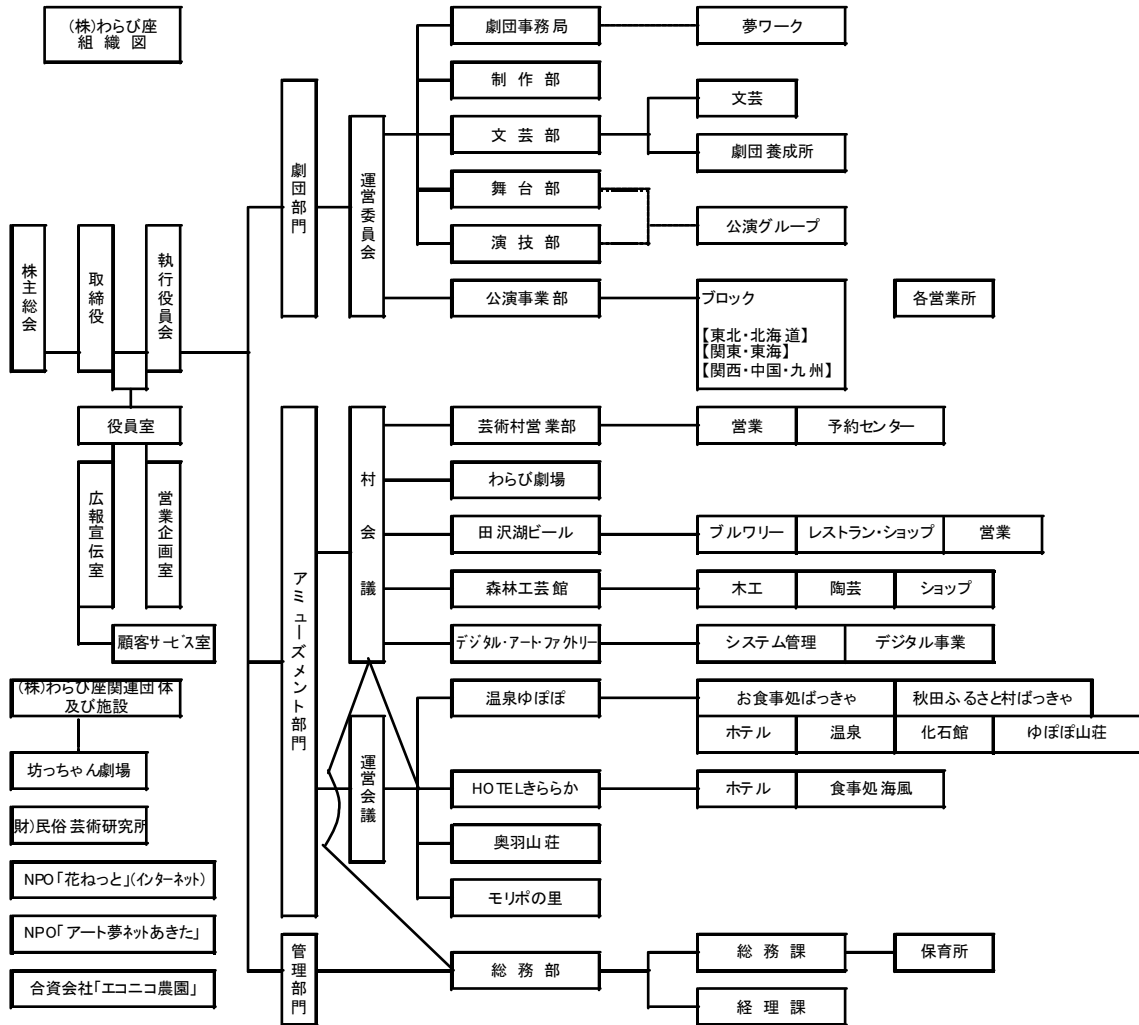 (株)わらび座
組 織 図
株主総会
取締役
執行役員会
役員室
広報宣伝室
営業企画室
顧客サービス室
(株)わらび座関連団体
及び施設
坊っちゃん劇場
財)民俗芸術研究所
NPO「花ねっと」(インターネット)
NPO「アート夢ネットあきた」
合資会社「エコニコ農園」
劇団部門
運営委員会
劇団事務局
夢ワーク
制 作 部
文 芸 部
文芸
劇団養成所
舞 台 部
演 技 部
公演グループ
公演事業部
ブロック
【東北・北海道】
【関東・東海】
【関西・中国・九州】
各営業所
アミューズメント部門
村会議
芸術村営業部
営業
予約センター
わらび劇場
田沢湖ビール
ブルワリー
レストラン・ショップ
営業
森林工芸館
木工
陶芸
ショップ
デジタル・アート・ファクトリー
システム管理
デジタル事業
運営会議
温泉ゆぽぽ
お食事処ばっきゃ
秋田ふるさと村ばっきゃ
ホテル
温泉
化石館
ゆぽぽ山荘
HOTELきららか
ホテル
食事処海風
奥羽山荘
モリボの里
管理部門
総 務 部
総 務 課
保育所
経 理 課